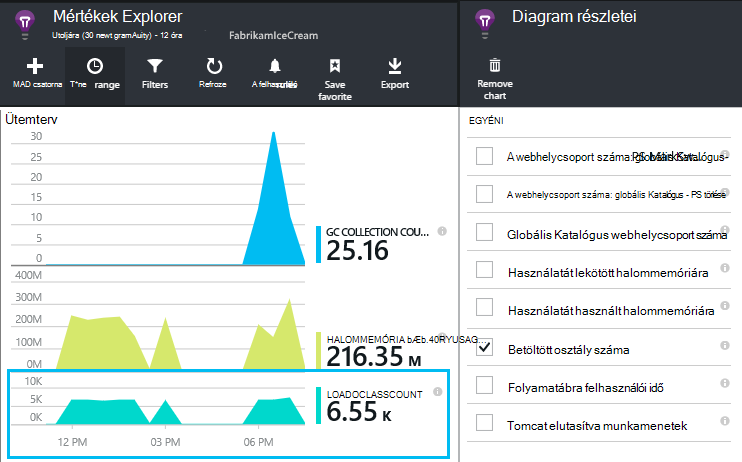 Mértékek Explorer
Utoljára (30 newt gramAuity) - 12 óra
FabrikamIceCream
MAD csatorna
T*ne range
Filters
Refroze
A felhasználó rules
Save favorite
Export
Ütemterv
30
25
20
15
10
5
0
GC COLLECTION COU...
25.16
400M
300M
200M
100M
0M
HALOMMEMÓRIA bÆb.40RYUSAG...
216.35 M
10K
5K
0K
LOADOCLASSCOUNT
6.55 K
12 PM
03 PM
06 PM
Diagram részletei
Remove chart
EGYÉNI
A webhelycsoport száma: globális Katalógus-
A webhelycsoport száma: globális Katalógus - PS törlése
Globális Katalógus webhelycsoport száma
Használatát lekötött halommemóriára
Használatát használt halommemóriára
Betöltött osztály száma
Folyamatábra felhasználói idő
Tomcat elutasítva munkamenetek